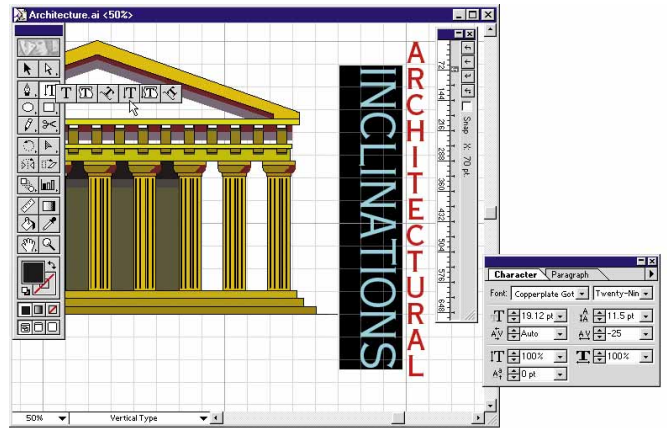 Architecture.ai <50%>
T T T T T
INCLINATIONS
ARCHITECTURAL
72 144 216 288 360 432 504 576 648
Snap X: 70 pt
Character Paragraph
Font: Copperplate Got Twenty-Nin
19.12 pt 11.5 pt
Auto -25
100% 100%
0 pt
50% Vertical Type